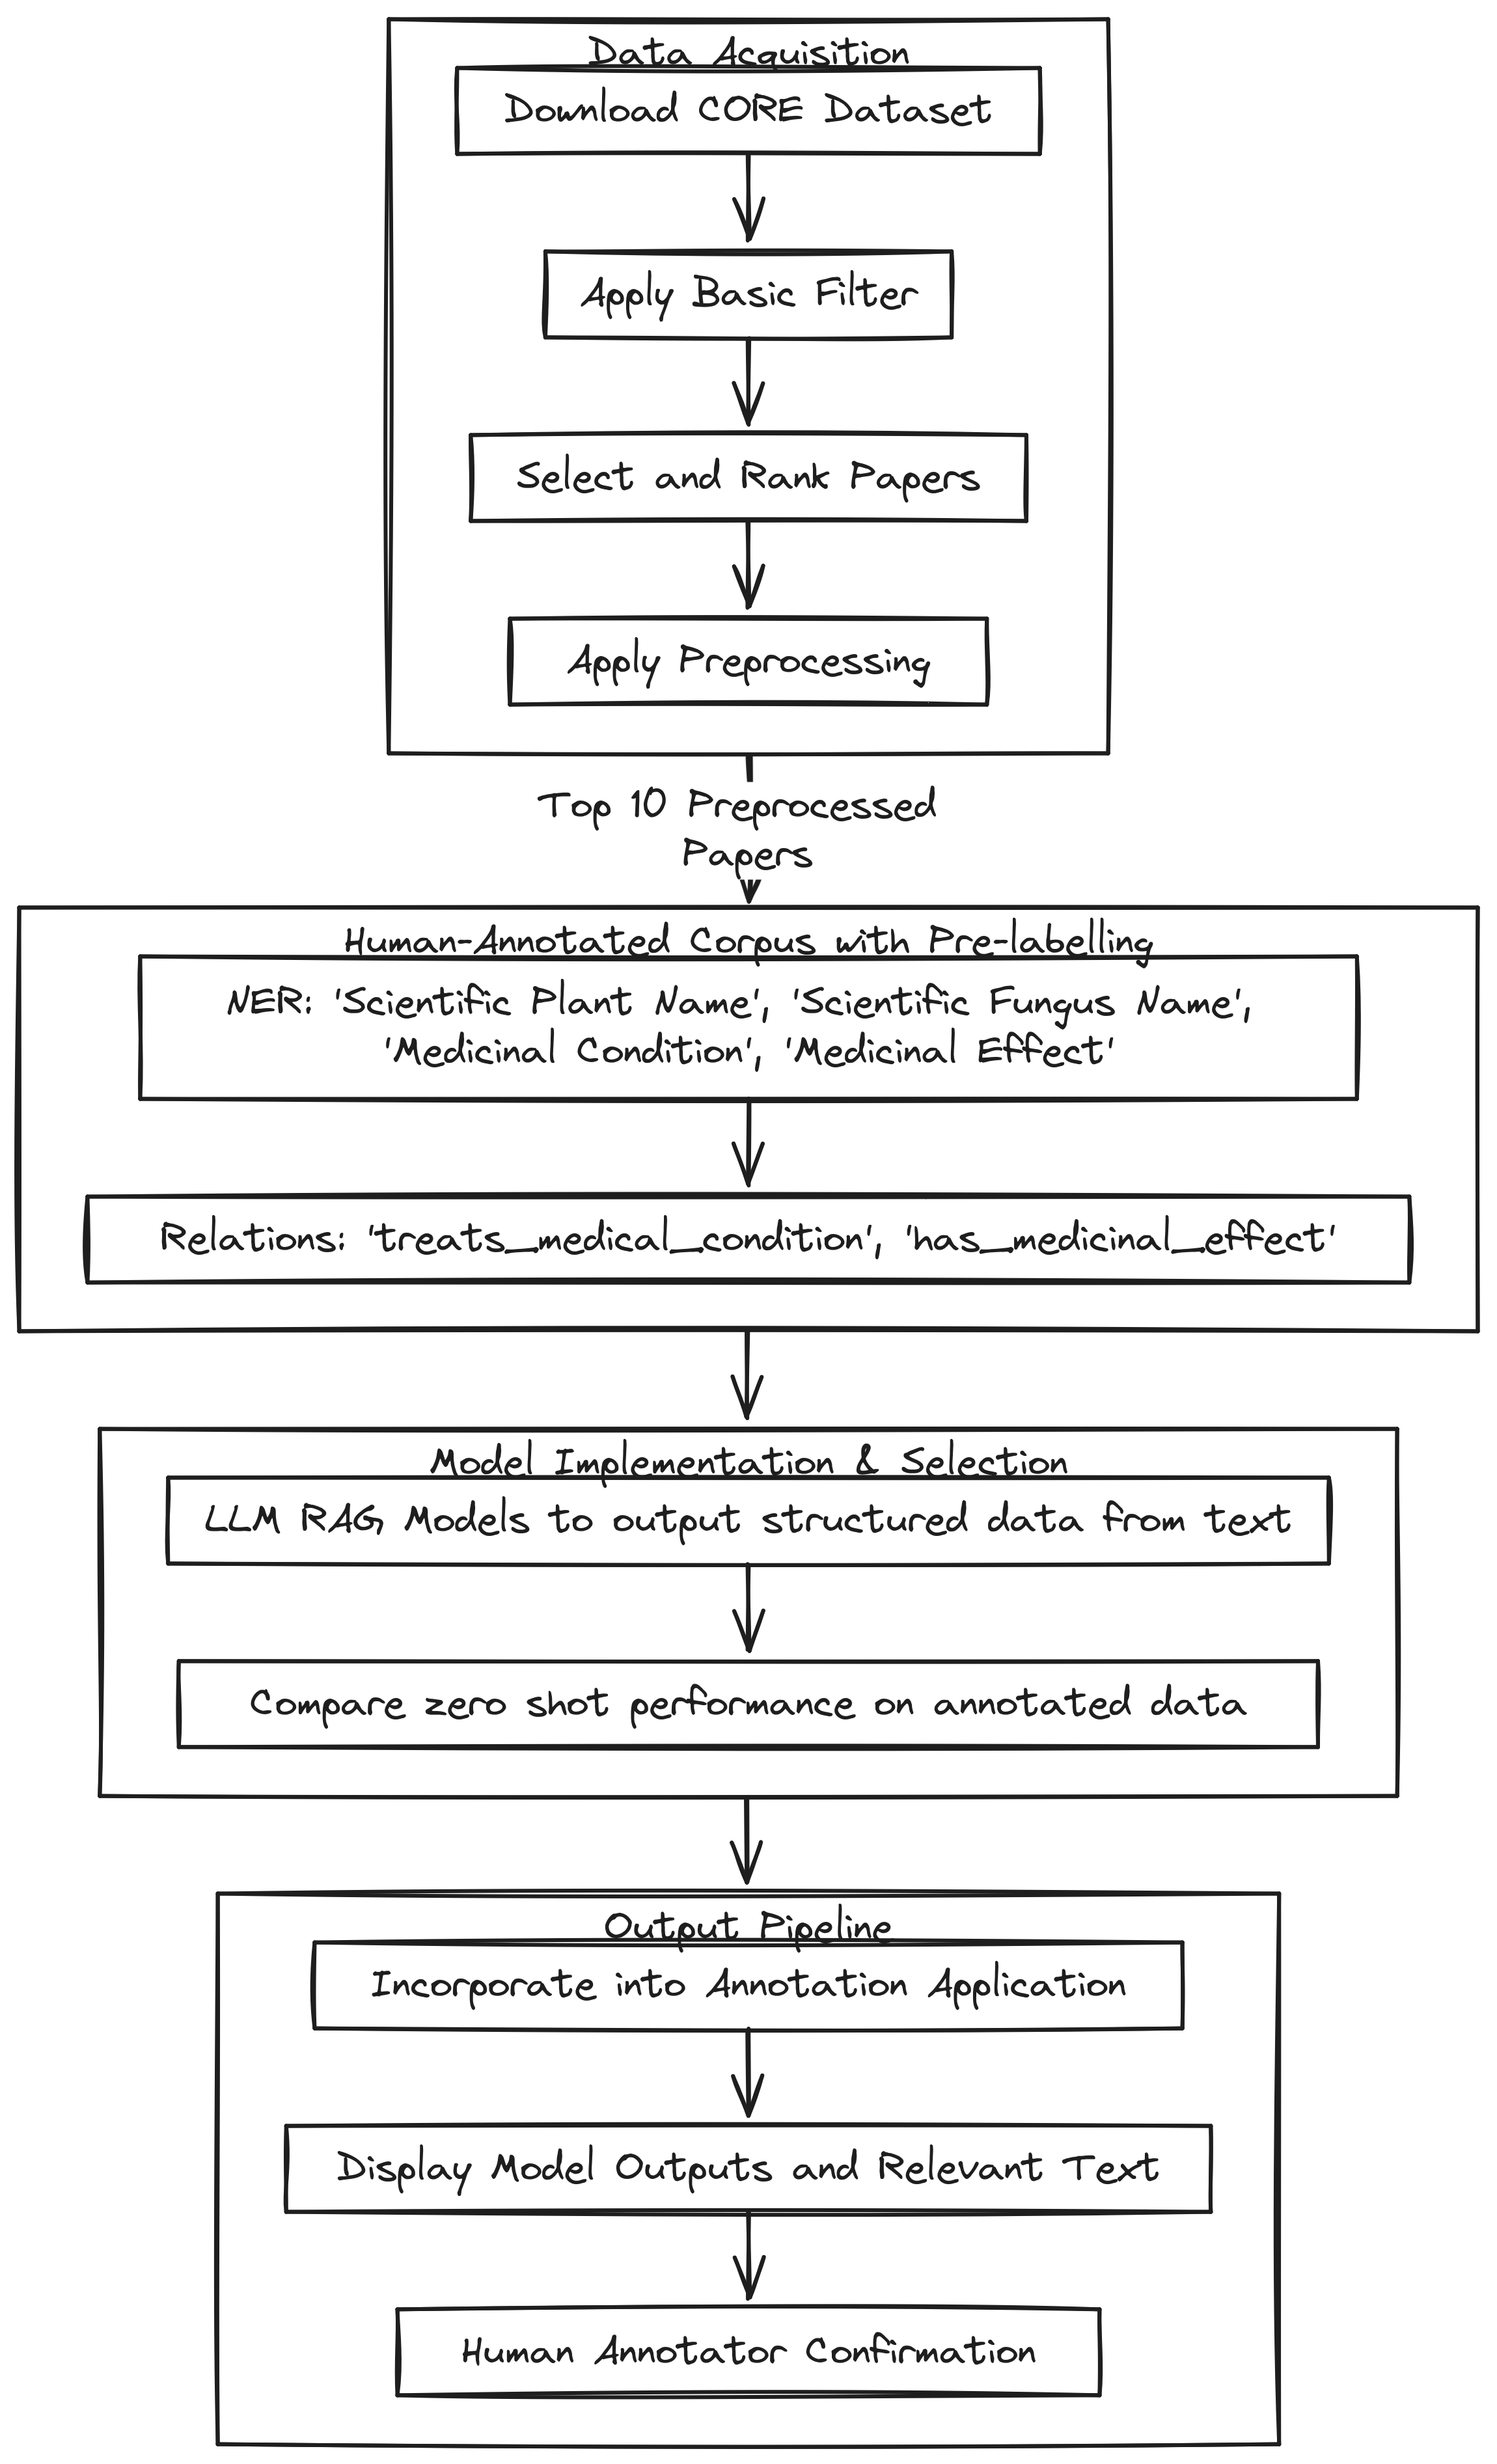 Data Acquisition
Download CORE Dataset
Apply Basic Filter
Select and Rank Papers
Apply Preprocessing
Top 10 Preprocessed
Papers
Human-Annotated Corpus with Pre-labelling
NER: 'Scientific Plant Name', 'Scientific Fungus Name',
'Medicinal Condition', 'Medicinal Effect'
Relations: 'treats_medical_condition', 'has_medicinal_effect'
Model Implementation & Selection
LLM RAG Models to output structured data from text
Compare zero shot performance on annotated data
Output Pipeline
Incorporate into Annotation Application
Display Model Outputs and Relevant Text
Human Annotator Confirmation